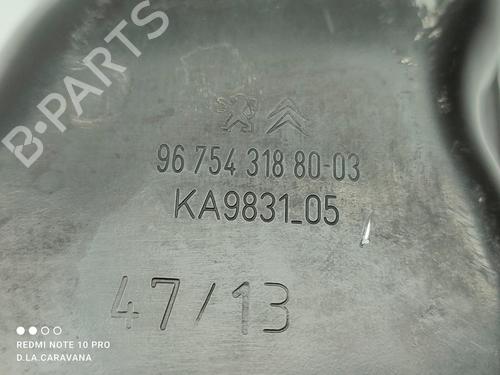 B-PARTS
96 754 318 80-03
KA9831_05
47/13
REDMI NOTE 10 PRO
D.LA.CARAVANA